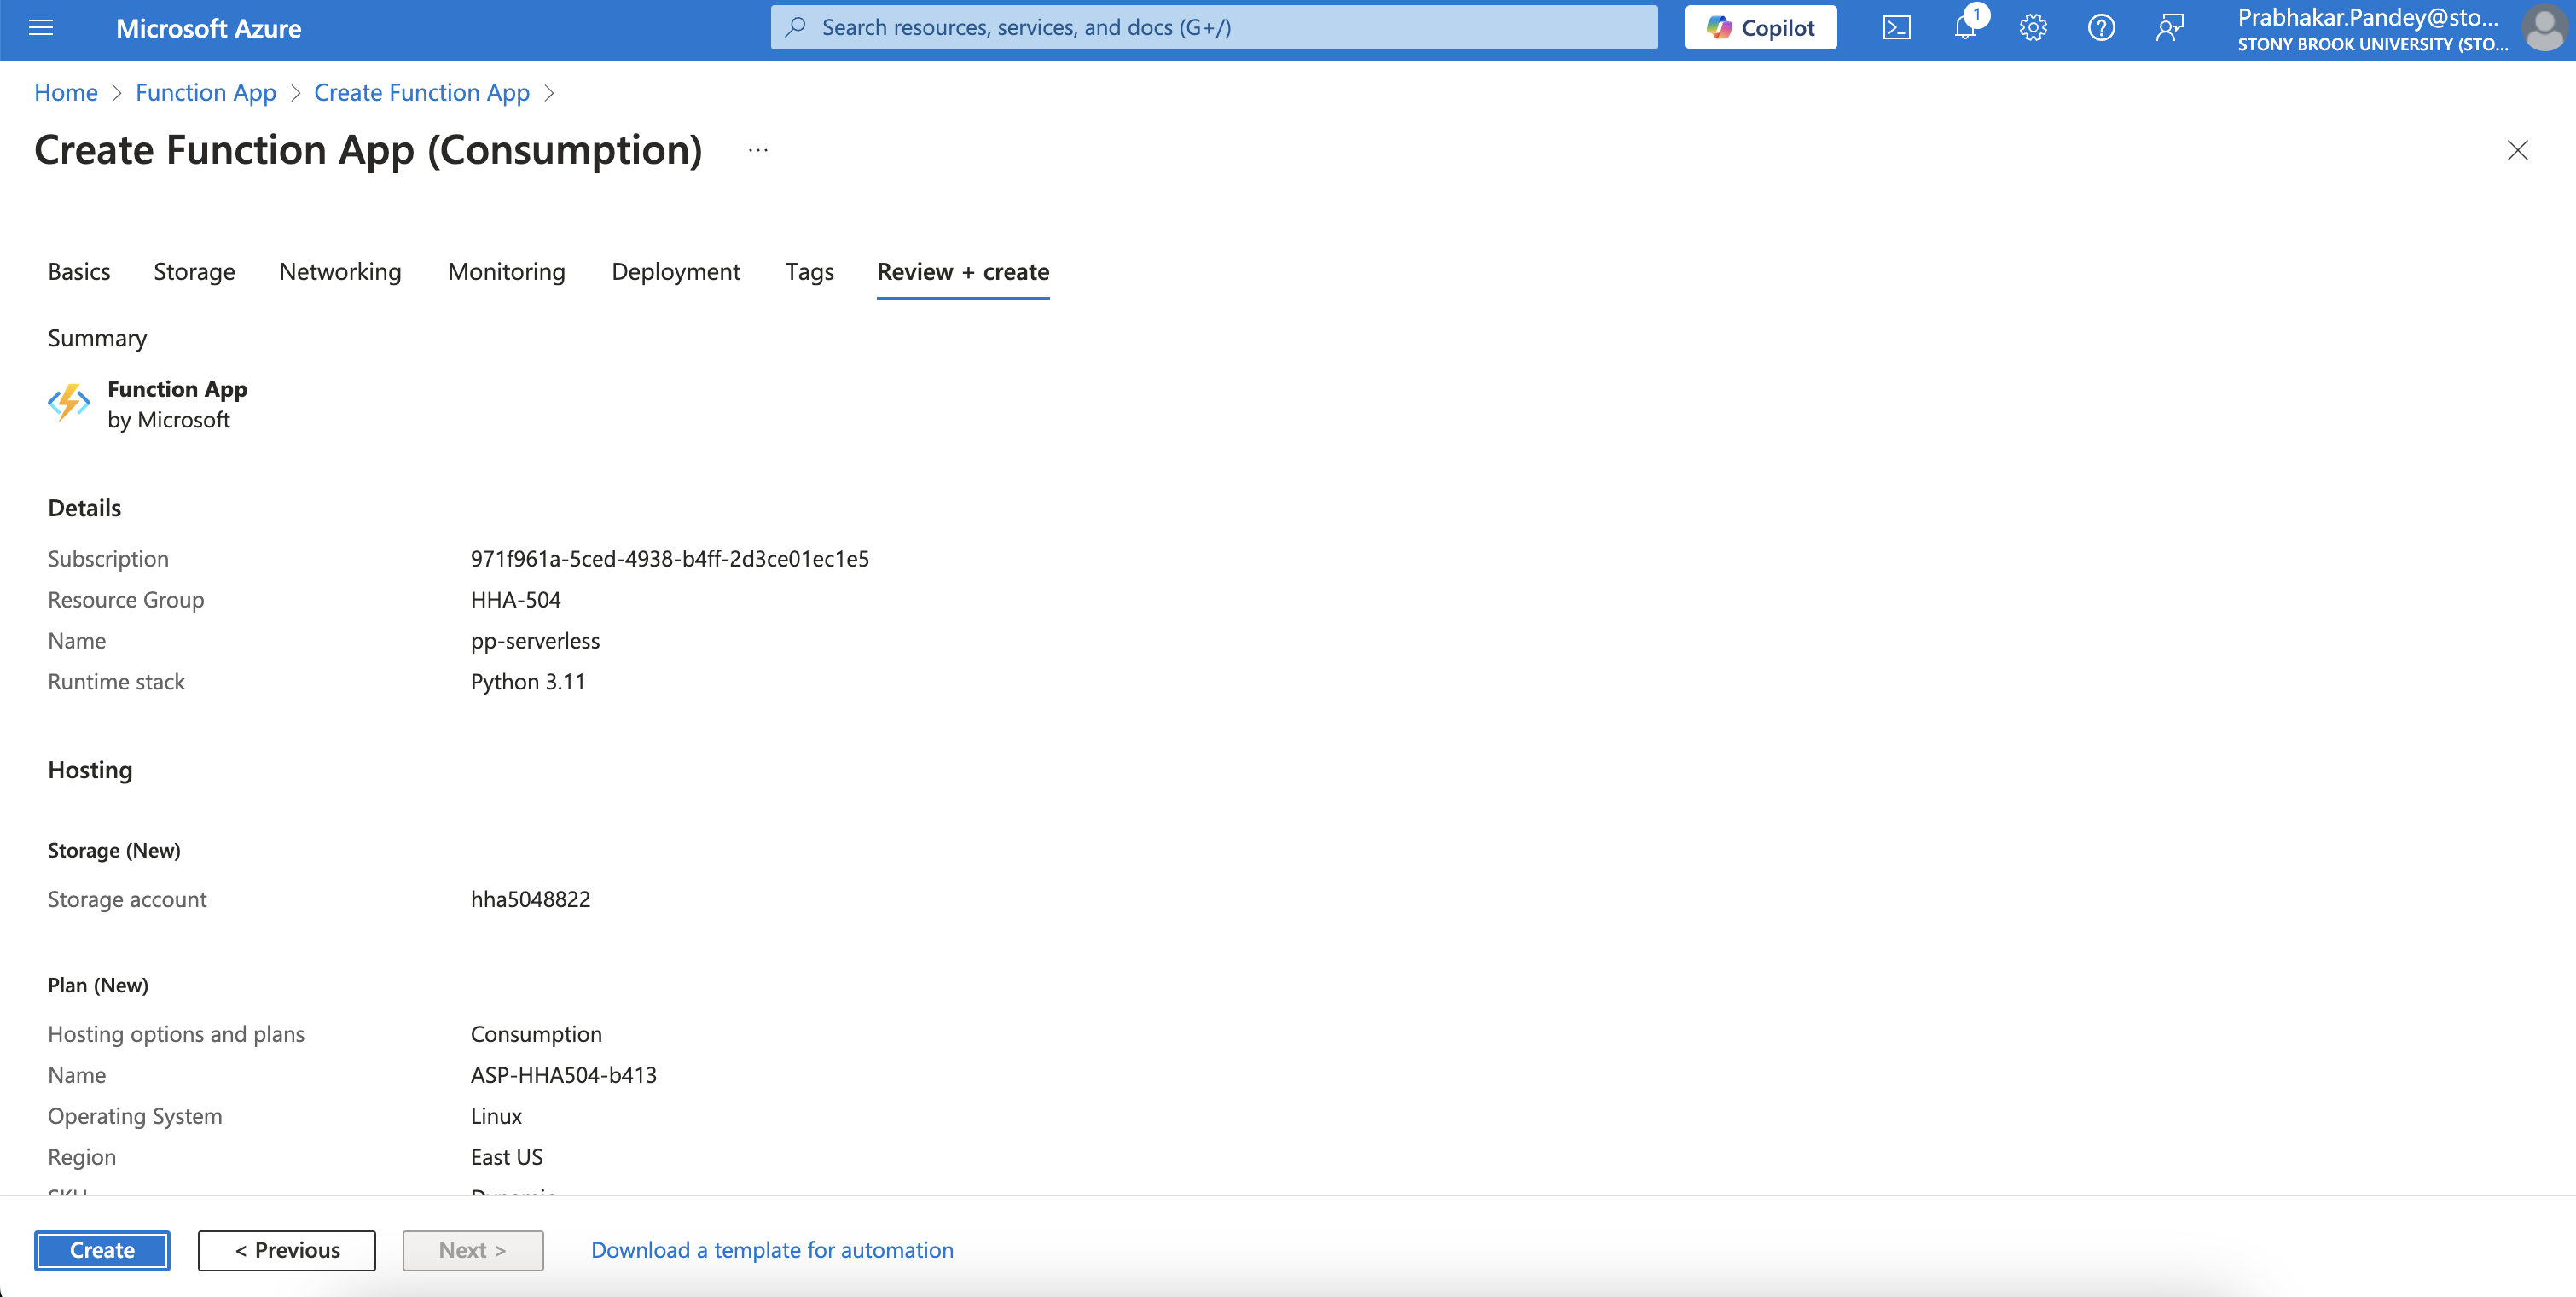 Microsoft Azure
Search resources, services, and docs (G+/)
Copilot
1
Prabhakar.Pandey@sto...
STONY BROOK UNIVERSITY (STO...
Home > Function App > Create Function App >
Create Function App (Consumption) ...
Basics Storage Networking Monitoring Deployment Tags Review + create
Summary
Function App
by Microsoft
Details
Subscription 971f961a-5ced-4938-b4ff-2d3ce01ec1e5
Resource Group HHA-504
Name pp-serverless
Runtime stack Python 3.11
Hosting
Storage (New)
Storage account hha5048822
Plan (New)
Hosting options and plans Consumption
Name ASP-HHA504-b413
Operating System Linux
Region East US
SKU Dynamic
Create < Previous Next > Download a template for automation